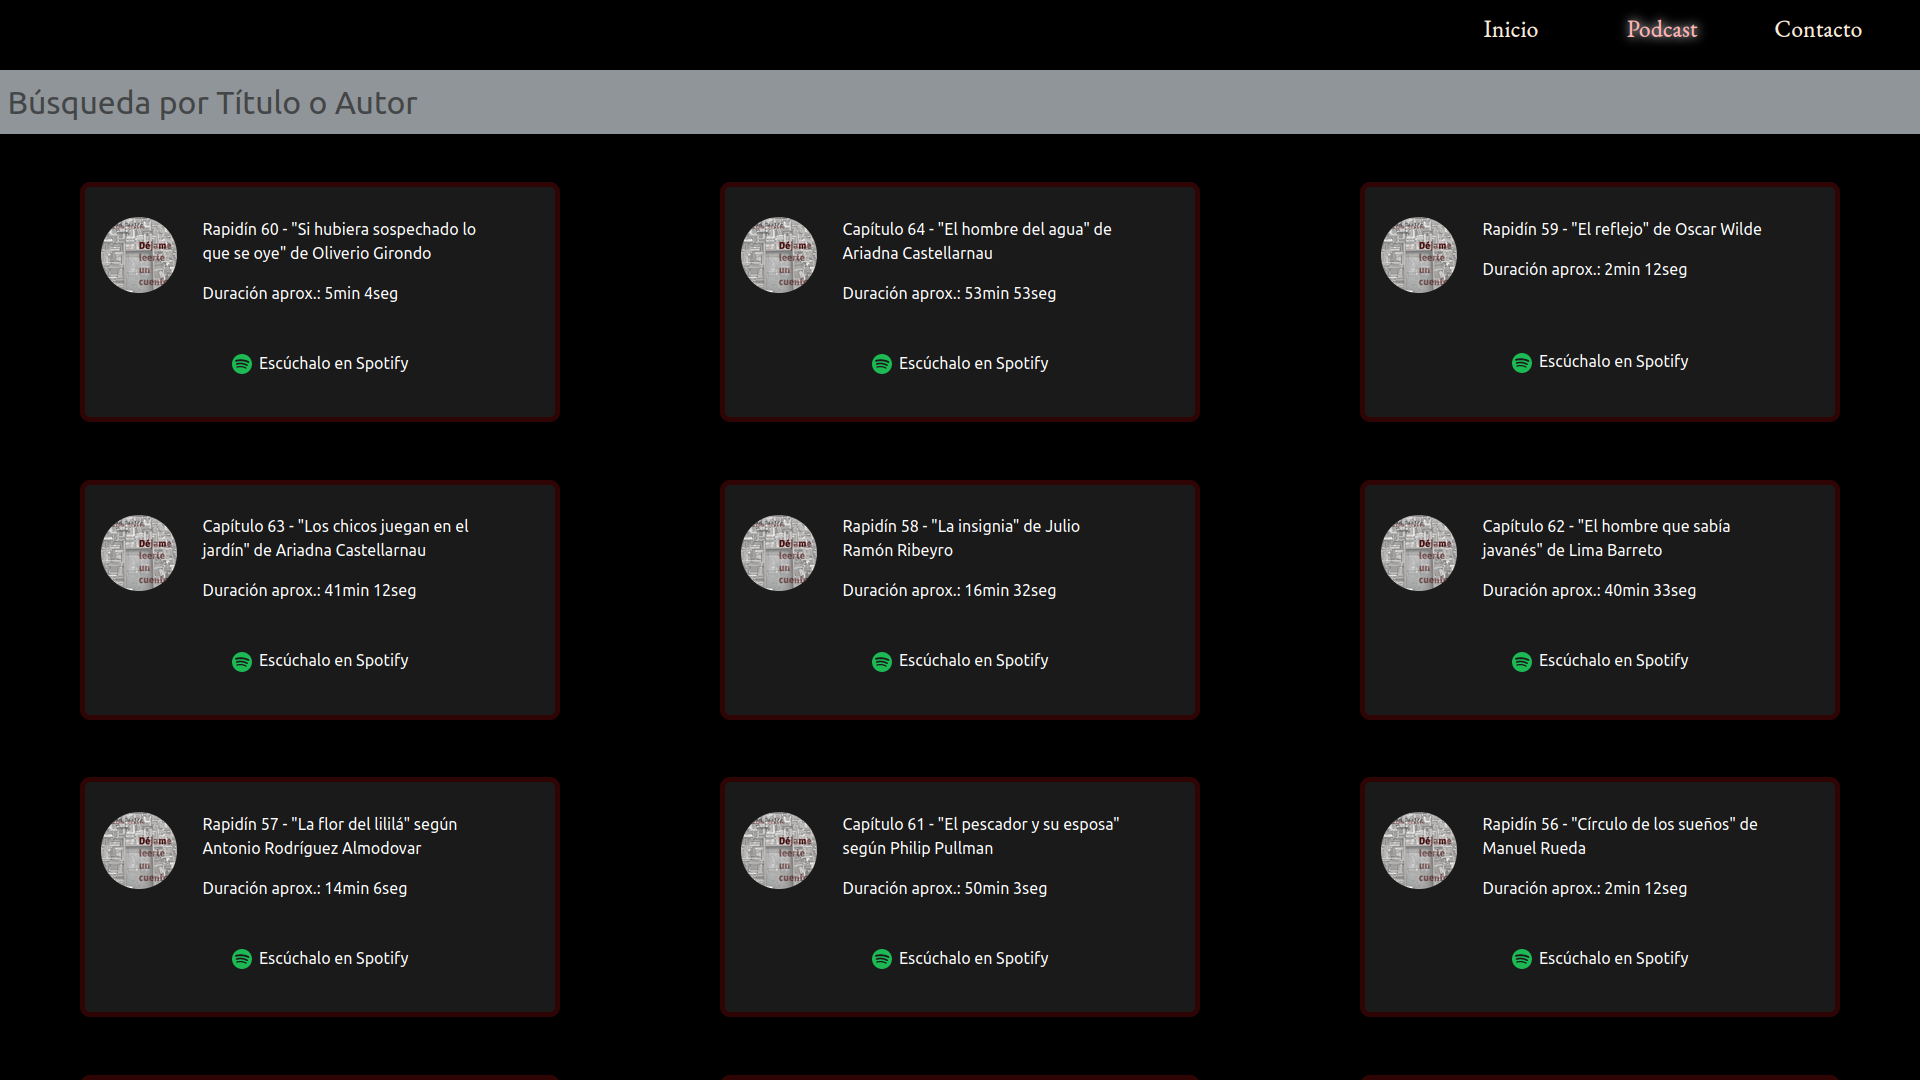 Inicio
Podcast
Contacto
Búsqueda por Título o Autor
Déjame
leerte
un
cuento
Rapidín 60 - "Si hubiera sospechado lo
que se oye" de Oliverio Girondo
Duración aprox.: 5min 4seg
Escúchalo en Spotify
Déjame
leerte
un
cuento
Capítulo 64 - "El hombre del agua" de
Ariadna Castellarnau
Duración aprox.: 53min 53seg
Escúchalo en Spotify
Déjame
leerte
un
cuento
Rapidín 59 - "El reflejo" de Oscar Wilde
Duración aprox.: 2min 12seg
Escúchalo en Spotify
Déjame
leerte
un
cuento
Capítulo 63 - "Los chicos juegan en el
jardín" de Ariadna Castellarnau
Duración aprox.: 41min 12seg
Escúchalo en Spotify
Déjame
leerte
un
cuento
Rapidín 58 - "La insignia" de Julio
Ramón Ribeyro
Duración aprox.: 16min 32seg
Escúchalo en Spotify
Déjame
leerte
un
cuento
Capítulo 62 - "El hombre que sabía
javanés" de Lima Barreto
Duración aprox.: 40min 33seg
Escúchalo en Spotify
Déjame
leerte
un
cuento
Rapidín 57 - "La flor del lililá" según
Antonio Rodríguez Almodovar
Duración aprox.: 14min 6seg
Escúchalo en Spotify
Déjame
leerte
un
cuento
Capítulo 61 - "El pescador y su esposa"
según Philip Pullman
Duración aprox.: 50min 3seg
Escúchalo en Spotify
Déjame
leerte
un
cuento
Rapidín 56 - "Círculo de los sueños" de
Manuel Rueda
Duración aprox.: 2min 12seg
Escúchalo en Spotify